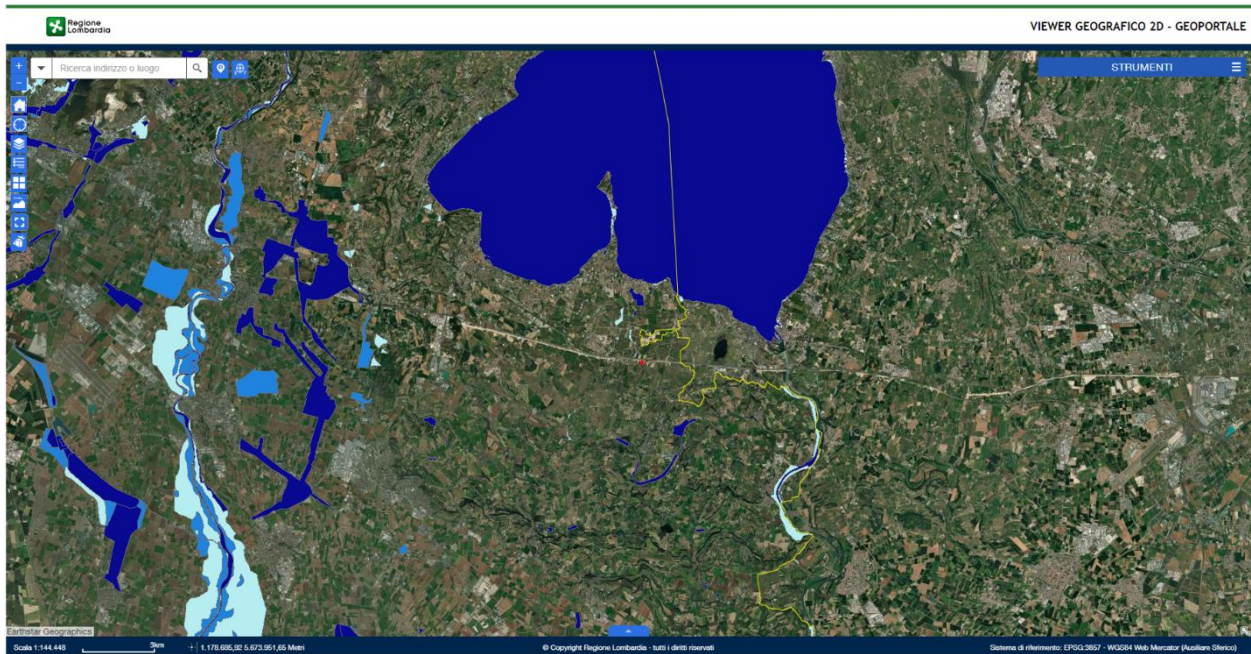 Regione
Lombardia
VIEWER GEOGRAFICO 2D - GEOPORTALE
+
Ricerca indirizzo o luogo
STRUMENTI
−
Earthstar Geographics
Scala 1:144.448
3km
1.178.685,92 5.673.951,65 Metri
© Copyright Regione Lombardia - tutti i diritti riservati
Sistema di riferimento: EPSG:3857 - WGS84 Web Mercator (Ausiliare Sferico)